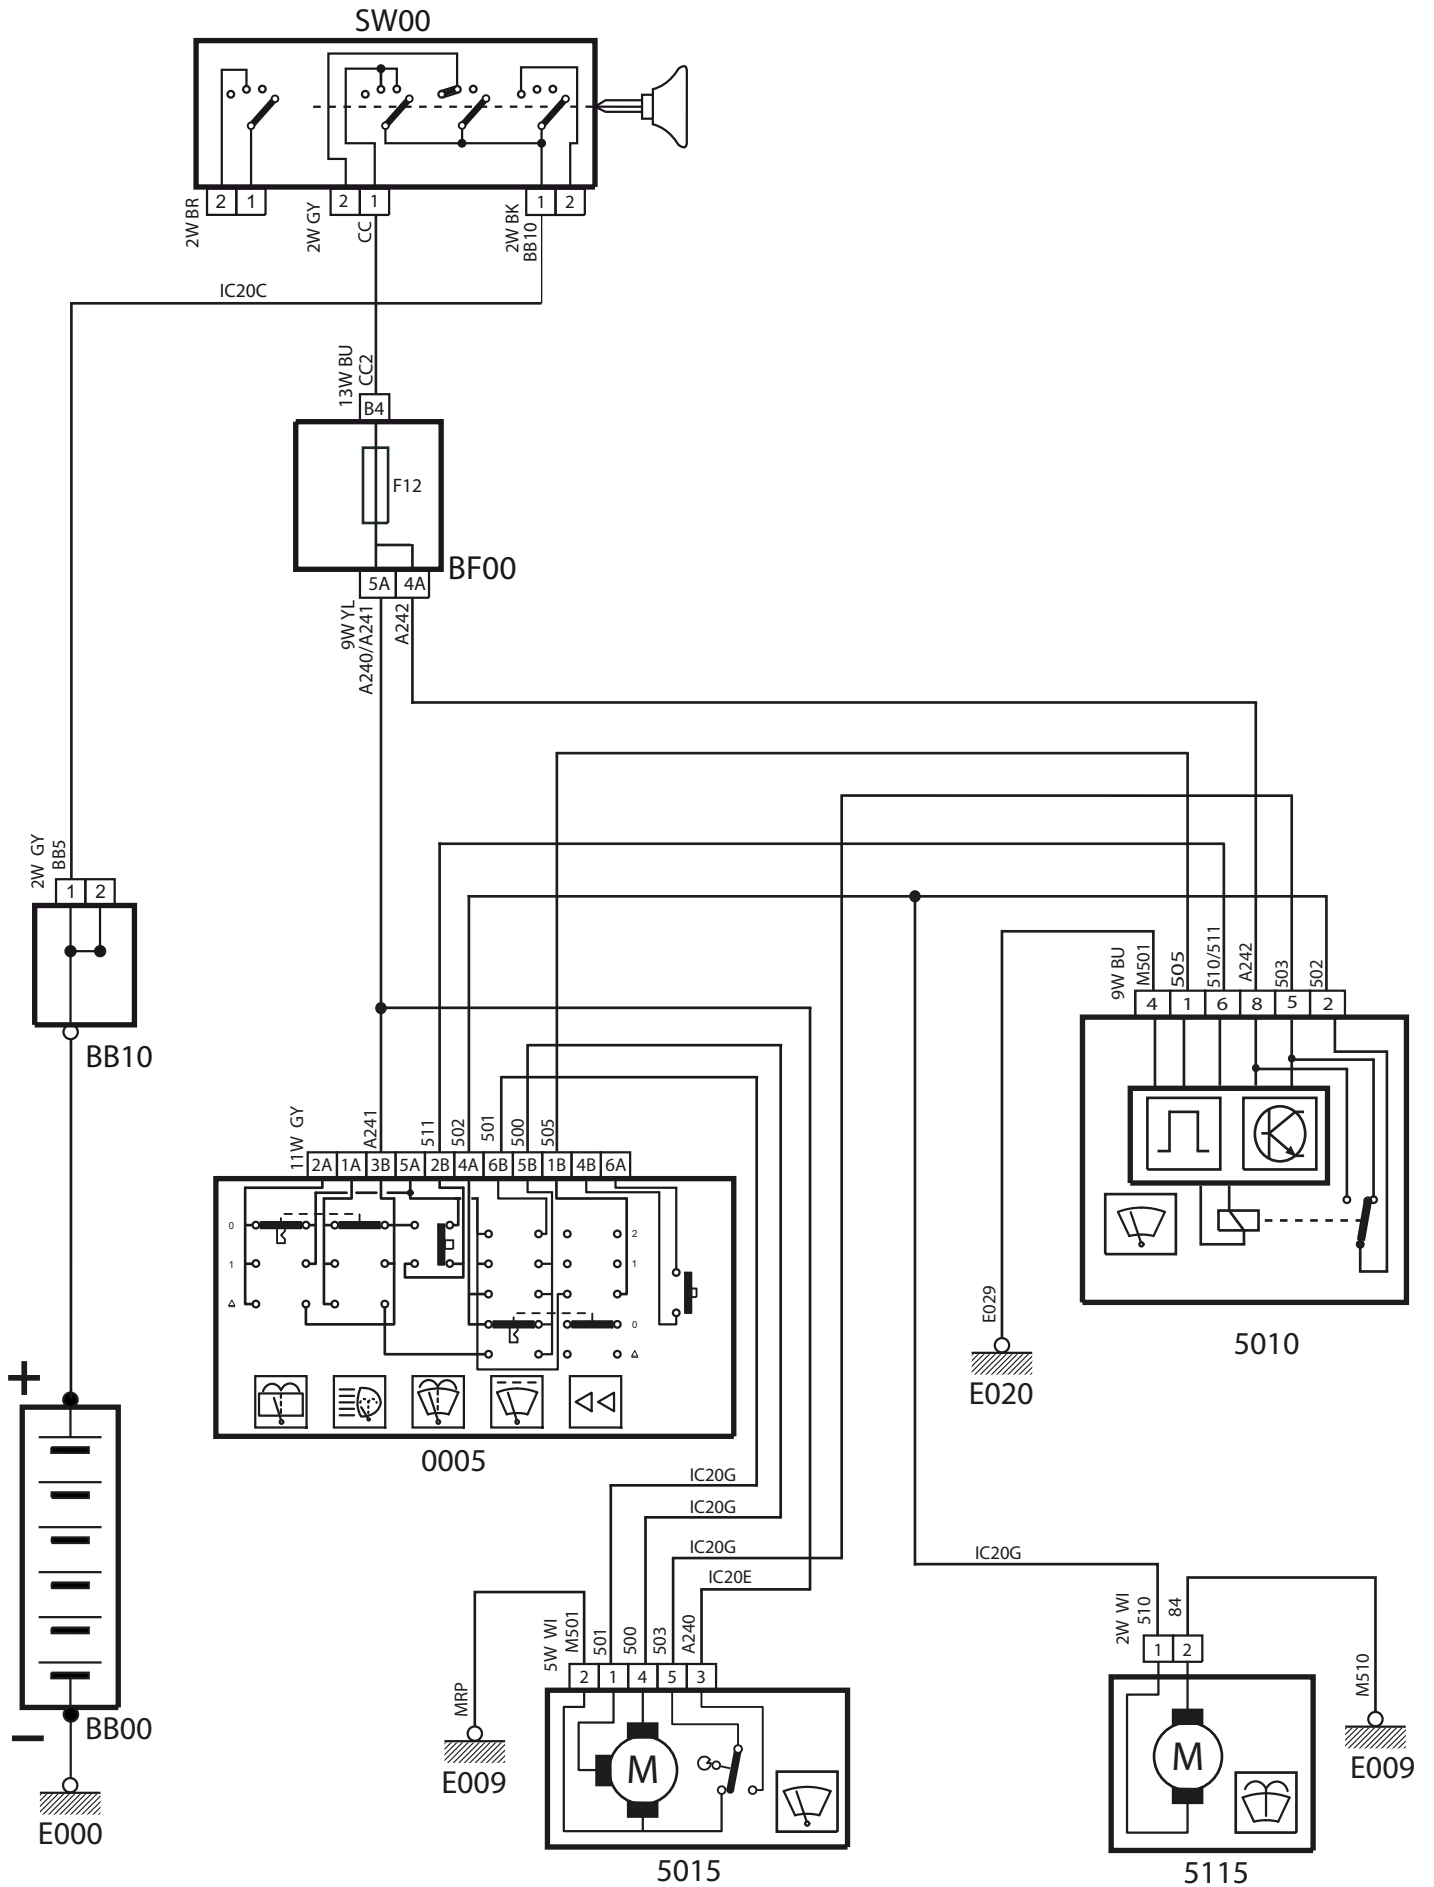 SW00
2 1 2 1 1 2
2W BR
2W GY
CC
2W BK
BB10
IC20C
13W BU
CC2
B4
F12
BF00
5A 4A
9W YL
A240/A241
A242
2W GY
BB5
1 2
BB10
9W BU
M501
505
510/511
A242
503
502
4 1 6 8 5 2
5010
E029
E020
11W GY
A241
511
502
501
500
505
2A 1A 3B 5A 2B 4A 6B 5B 1B 4B 6A
0
1
2
1
0
0005
+
−
BB00
E000
IC20G
IC20G
IC20G
IC20E
5W WI
M501
501
500
503
A240
2 1 4 5 3
MRP
E009
M
5015
IC20G
2W WI
510
84
1 2
M510
E009
M
5115